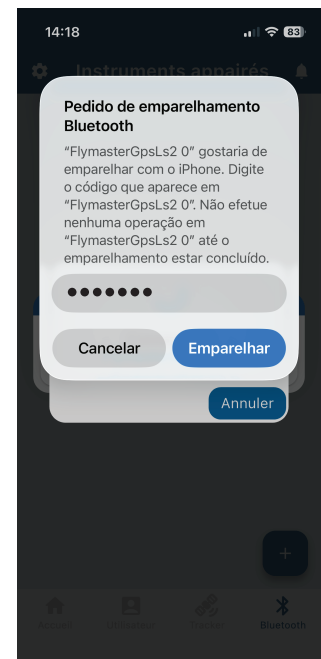 14:18
83
Instruments appairés
Pedido de emparelhamento
Bluetooth
“FlymasterGpsLs2 0” gostaria de
emparelhar com o iPhone. Digite
o código que aparece em
“FlymasterGpsLs2 0”. Não efetue
nenhuma operação em
“FlymasterGpsLs2 0” até o
emparelhamento estar concluído.
●●●●●●●
Cancelar Emparelhar
Annuler
+
Accueil Utilisateur Tracker Bluetooth